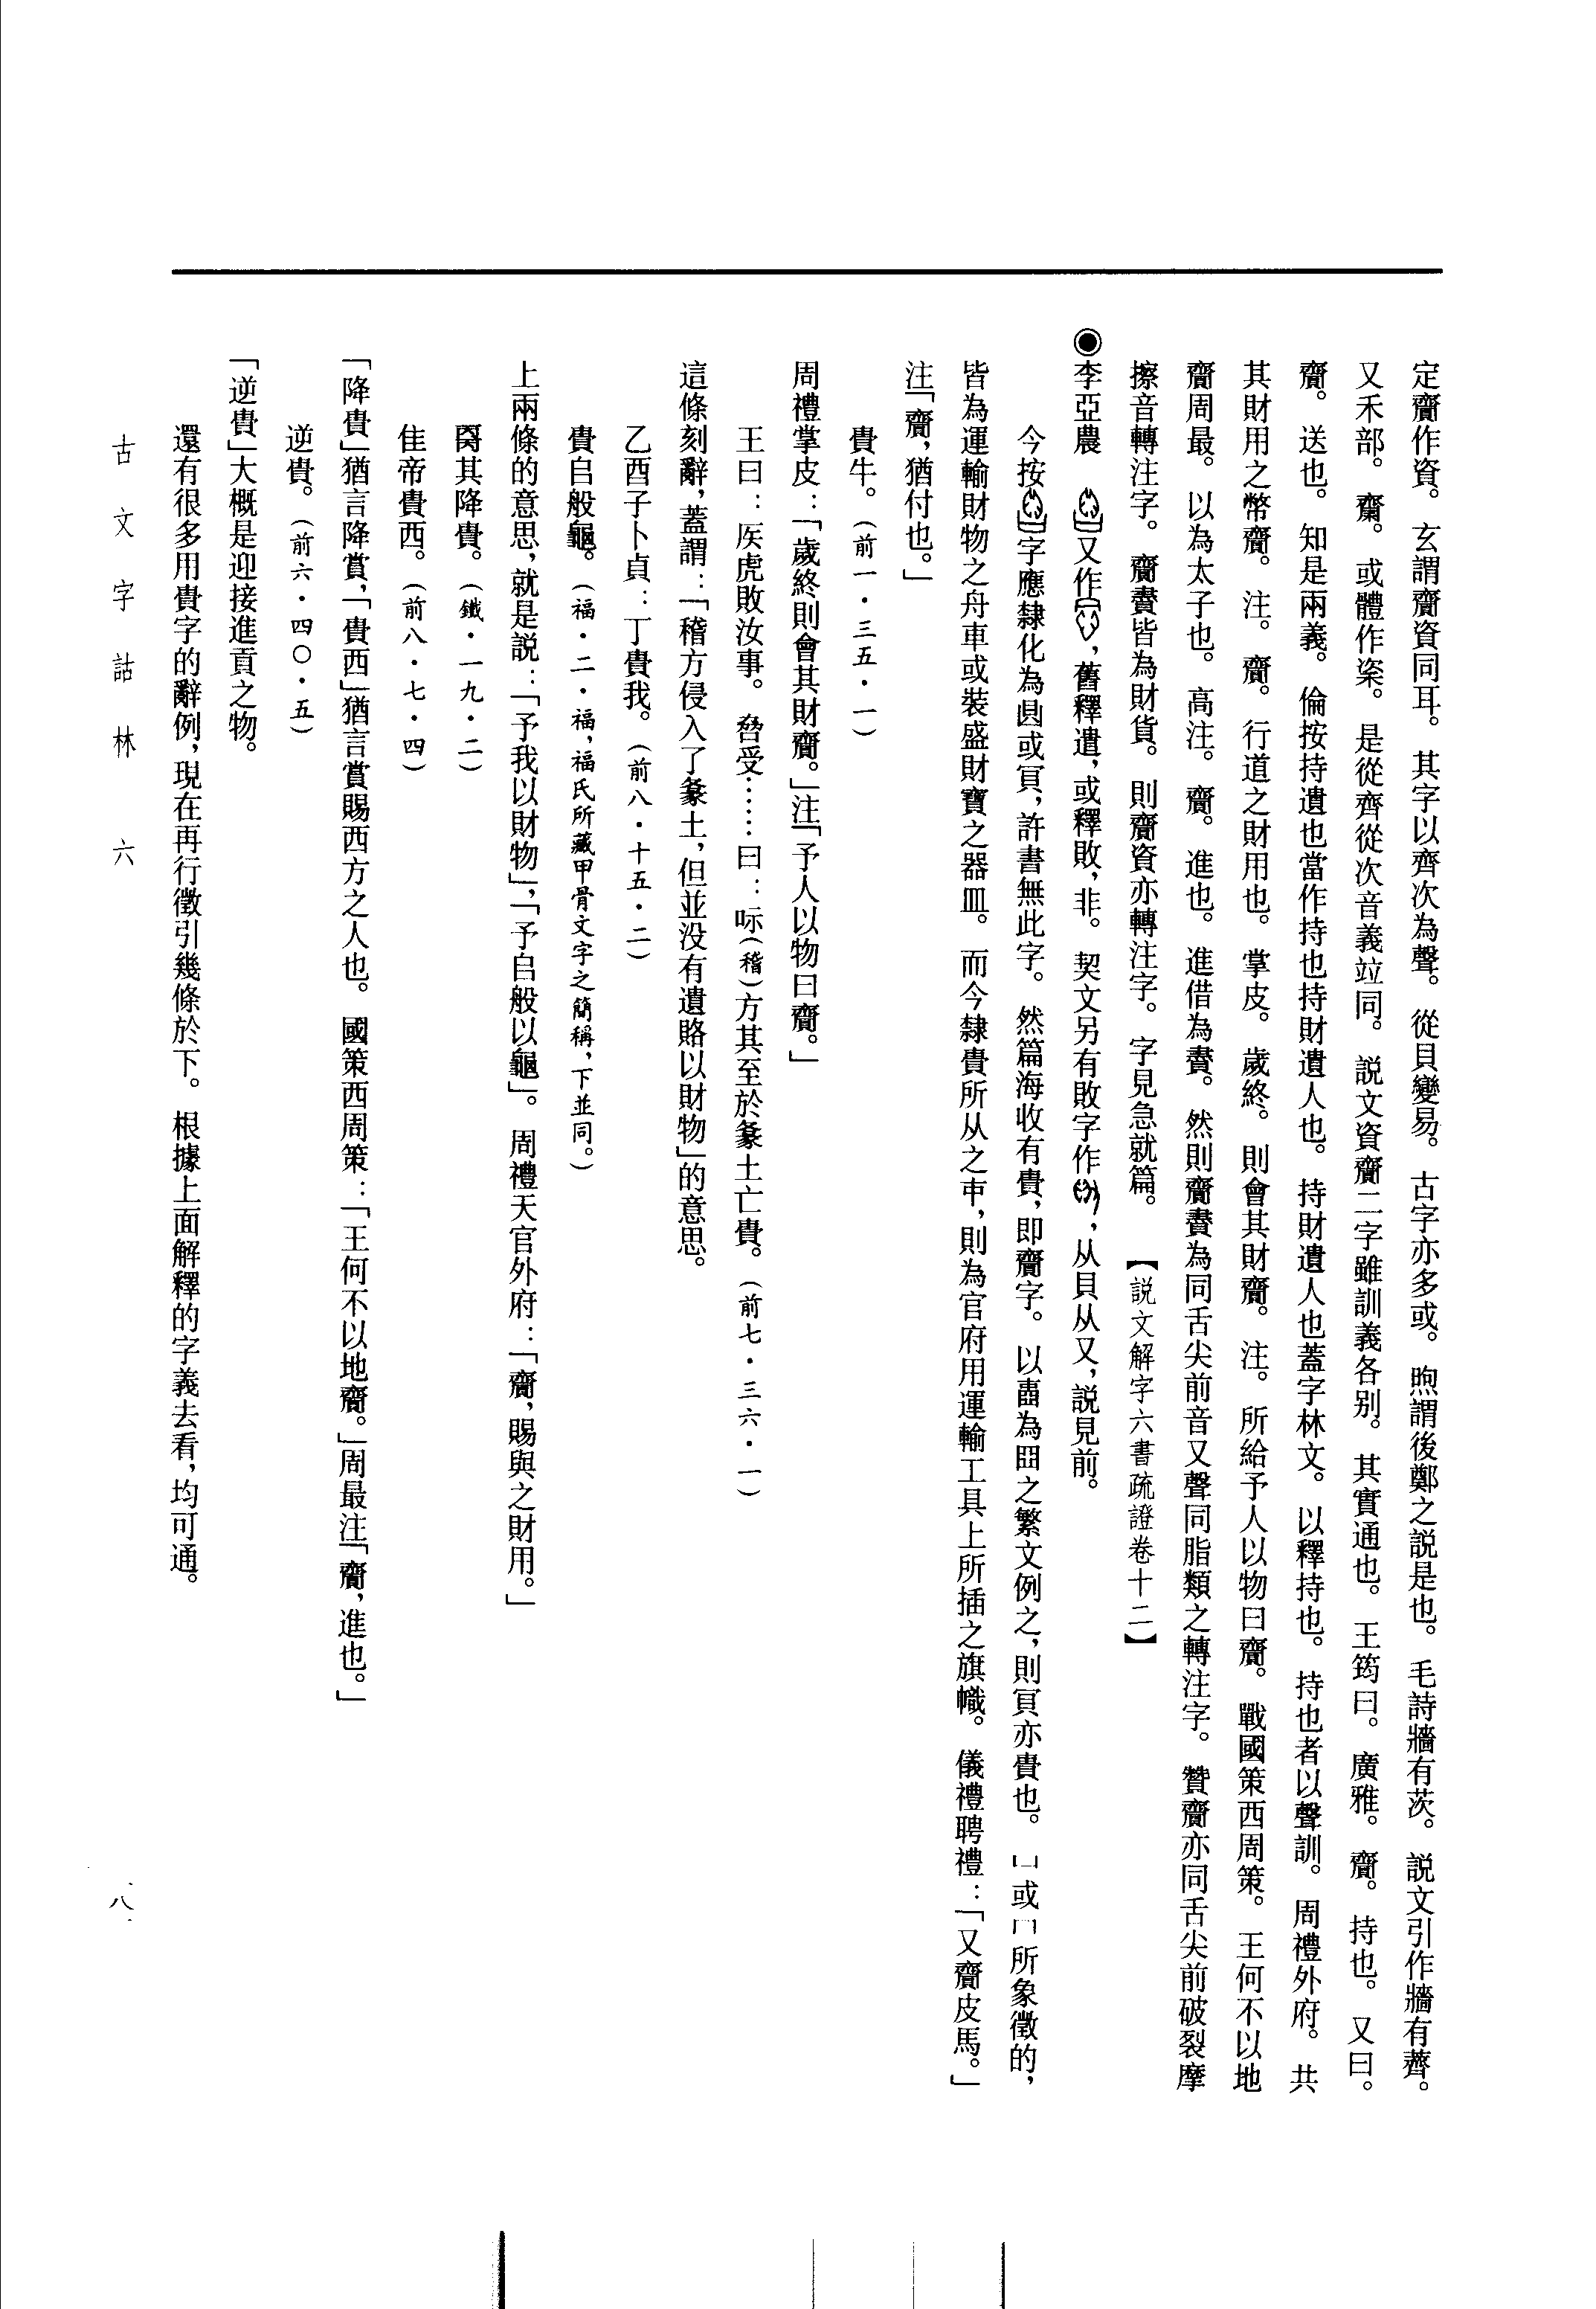 定齎作資。玄謂齎資同耳。其字以齊次為聲。從貝變易。古字亦多或。煦謂後鄭之説是也。毛詩牆有茨。説文引作牆有薺。
又禾部。齋。或體作粢。是從齊從次音義竝同。説文資齎二字雖訓義各别。其實通也。王筠曰。廣雅。齎。持也。又曰。
齎。送也。知是兩義。倫按持遺也當作持也持財遺人也。持財遺人也蓋字林文。以釋持也。持也者以聲訓。周禮外府。共
其財用之幣齎。注。齎。行道之財用也。掌皮。歲終。則會其財齎。注。所給予人以物曰齎。戰國策西周策。王何不以地
齎周最。以為太子也。高注。齎。進也。進借為賮。然則齎賮為同舌尖前音又聲同脂類之轉注字。贊齎亦同舌尖前破裂摩
擦音轉注字。齎賮皆為財貨。則齎資亦轉注字。字見急就篇。【説文解字六書疏證卷十二】
◉李亞農 又作,舊釋遣,或釋敗,非。契文另有敗字作,从貝从又,説見前。
今按字應隸化為或,許書無此字。然篇海收有貴,即齎字。以為之繁文例之,則亦貴也。凵或冂所象徵的,
皆為運輸財物之舟車或裝盛財寶之器皿。而今隸貴所从之,則為官府用運輸工具上所插之旗幟。儀禮聘禮:「又齎皮馬。」
注「齎,猶付也。」
貴牛。(前一・三五・一)
周禮掌皮:「歲終則會其財齎。」注「予人以物曰齎。」
王曰:医虎敗汝事。受……曰:(稽)方其至於土亡貴。(前七・三六・一)
這條刻辭,蓋謂:「稽方侵入了土,但並没有遺賂以財物」的意思。
乙酉子卜貞:丁貴我。(前八・十五・二)
貴𠂤般龜。(福・二・福,福氏所藏甲骨文字之簡稱,下並同。)
上兩條的意思,就是説:「予我以財物」,「予𠂤般以龜」。周禮天官外府:「齎,賜與之財用。」
其降貴。(鐵・一九・二)
隹帝貴西。(前八・七・四)
「降貴」猶言降賞,「貴西」猶言賞賜西方之人也。國策西周策:「王何不以地齎。」周最注「齎,進也。」
逆貴。(前六・四〇・五)
「逆貴」大概是迎接進貢之物。
還有很多用貴字的辭例,現在再行徵引幾條於下。根據上面解釋的字義去看,均可通。
古文字詁林 六
八